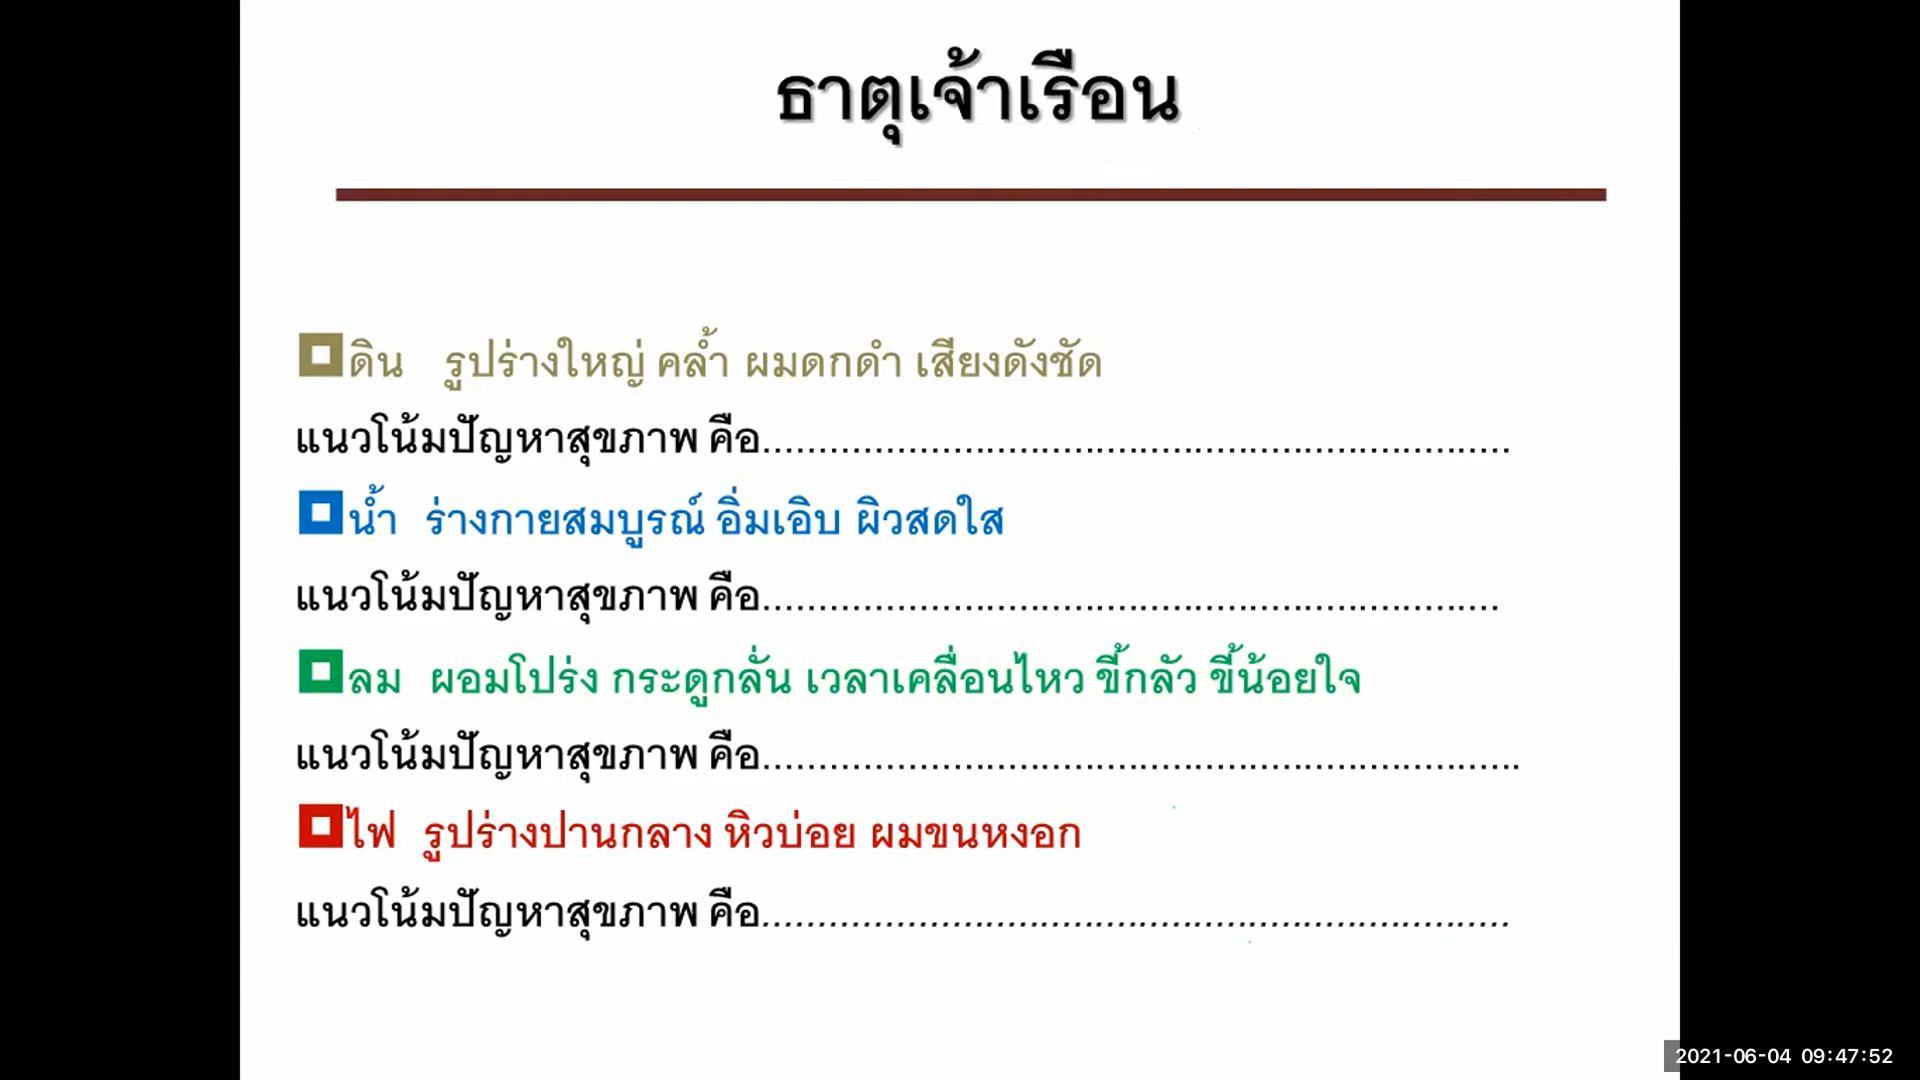 ธาตุเจ้าเรือน
ดิน รูปร่างใหญ่ คล้ำ ผมดกดำ เสียงดังชัด
แนวโน้มปัญหาสุขภาพ คือ..................................................................................
น้ำ ร่างกายสมบูรณ์ อิ่มเอิบ ผิวสดใส
แนวโน้มปัญหาสุขภาพ คือ.................................................................................
ลม ผอมโปร่ง กระดูกลั่น เวลาเคลื่อนไหว ขี้กลัว ขี้น้อยใจ
แนวโน้มปัญหาสุขภาพ คือ...................................................................................
ไฟ รูปร่างปานกลาง หิวบ่อย ผมขนหงอก
แนวโน้มปัญหาสุขภาพ คือ..................................................................................
2021-06-04 09:47:52